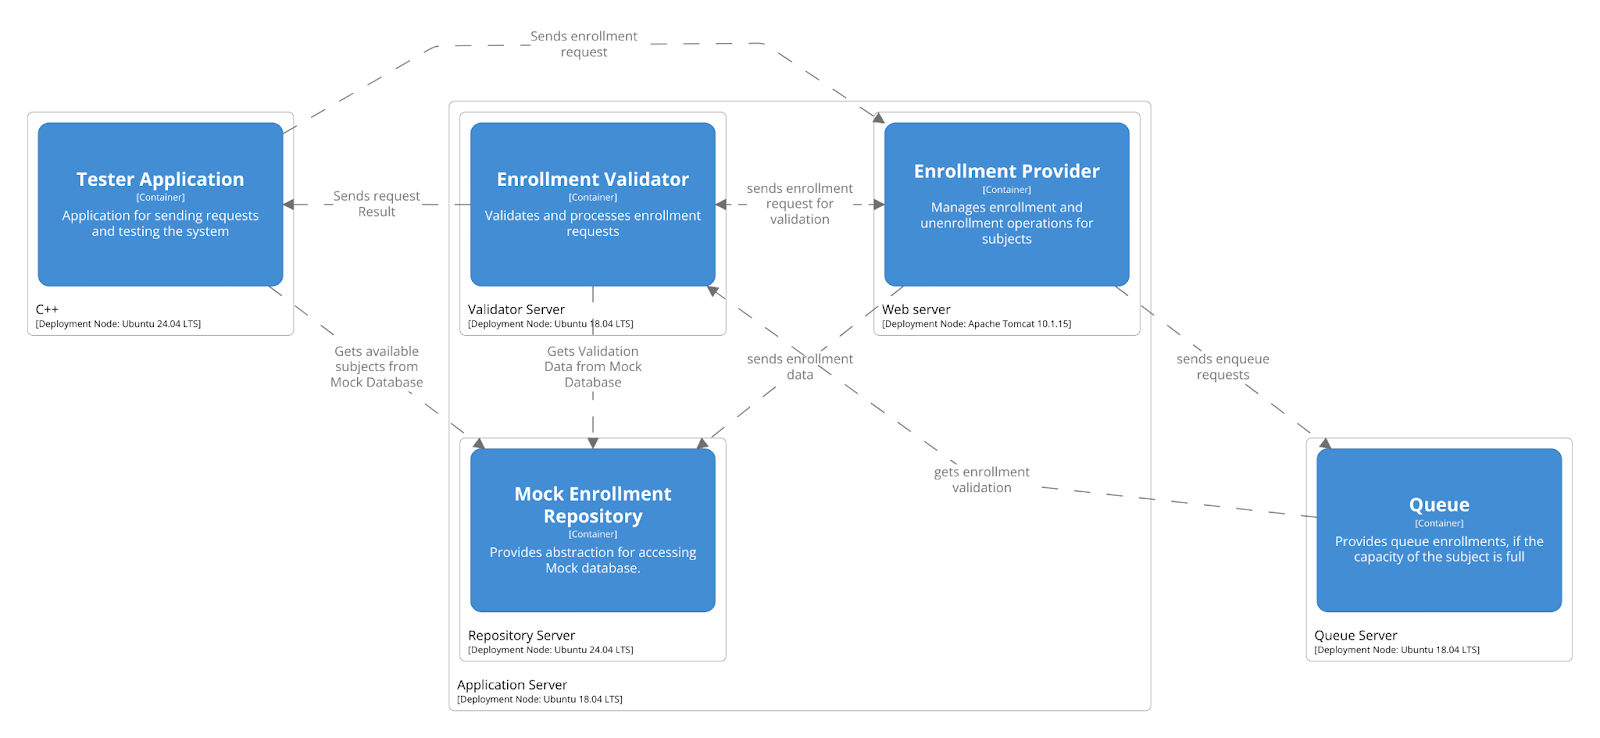 Sends enrollment
request
Tester Application
[Container]
Application for sending requests
and testing the system
C++
[Deployment Node: Ubuntu 24.04 LTS]
Sends request
Result
Enrollment Validator
[Container]
Validates and processes enrollment
requests
Validator Server
[Deployment Node: Ubuntu 18.04 LTS]
sends enrollment
request for
validation
Enrollment Provider
[Container]
Manages enrollment and
unenrollment operations for
subjects
Web server
[Deployment Node: Apache Tomcat 10.1.15]
Gets available
subjects from
Mock Database
Gets Validation
Data from Mock
Database
sends enrollment
data
sends enqueue
requests
gets enrollment
validation
Mock Enrollment
Repository
[Container]
Provides abstraction for accessing
Mock database.
Repository Server
[Deployment Node: Ubuntu 24.04 LTS]
Application Server
[Deployment Node: Ubuntu 18.04 LTS]
Queue
[Container]
Provides queue enrollments, if the
capacity of the subject is full
Queue Server
[Deployment Node: Ubuntu 18.04 LTS]